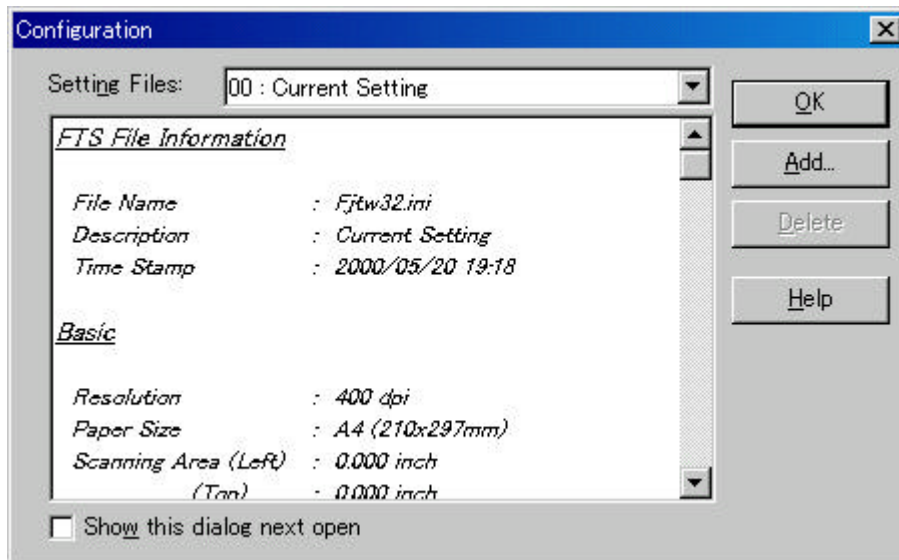 Configuration
Setting Files: 00 : Current Setting
OK
Add...
Delete
Help
FTS File Information
File Name : Fjtw32.ini
Description : Current Setting
Time Stamp : 2000/05/20 19:18
Basic
Resolution : 400 dpi
Paper Size : A4 (210x297mm)
Scanning Area (Left) : 0.000 inch
(Top) : 0.000 inch
Show this dialog next open